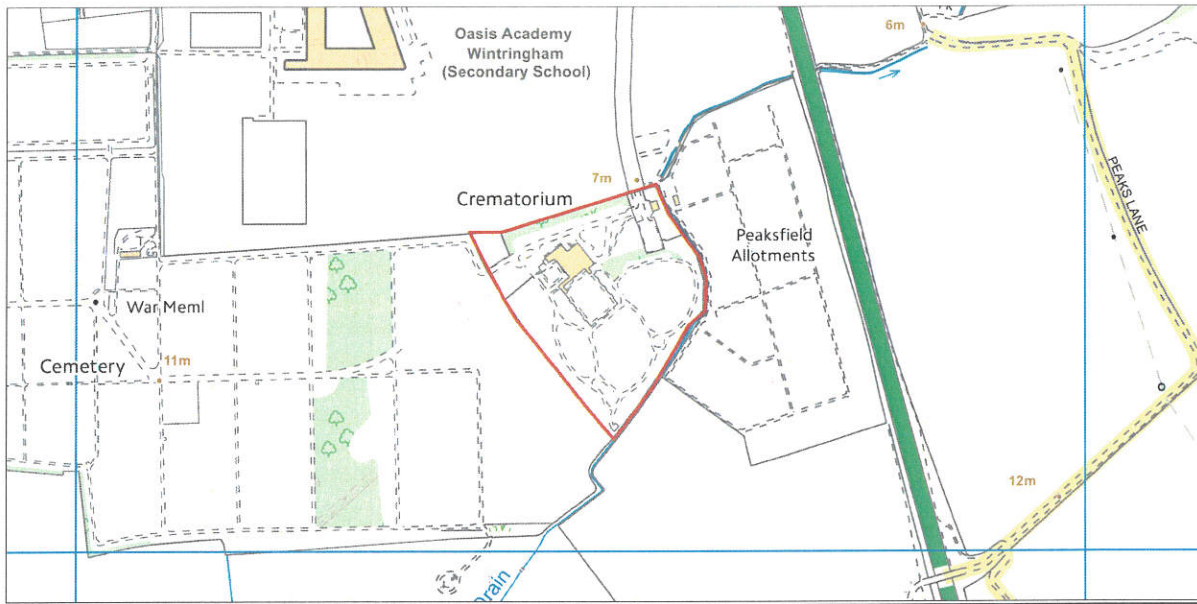 Oasis Academy
Wintringham
(Secondary School)
6m
PEAKS LANE
7m
Crematorium
Peaksfield
Allotments
War Meml
11m
Cemetery
12m
Drain